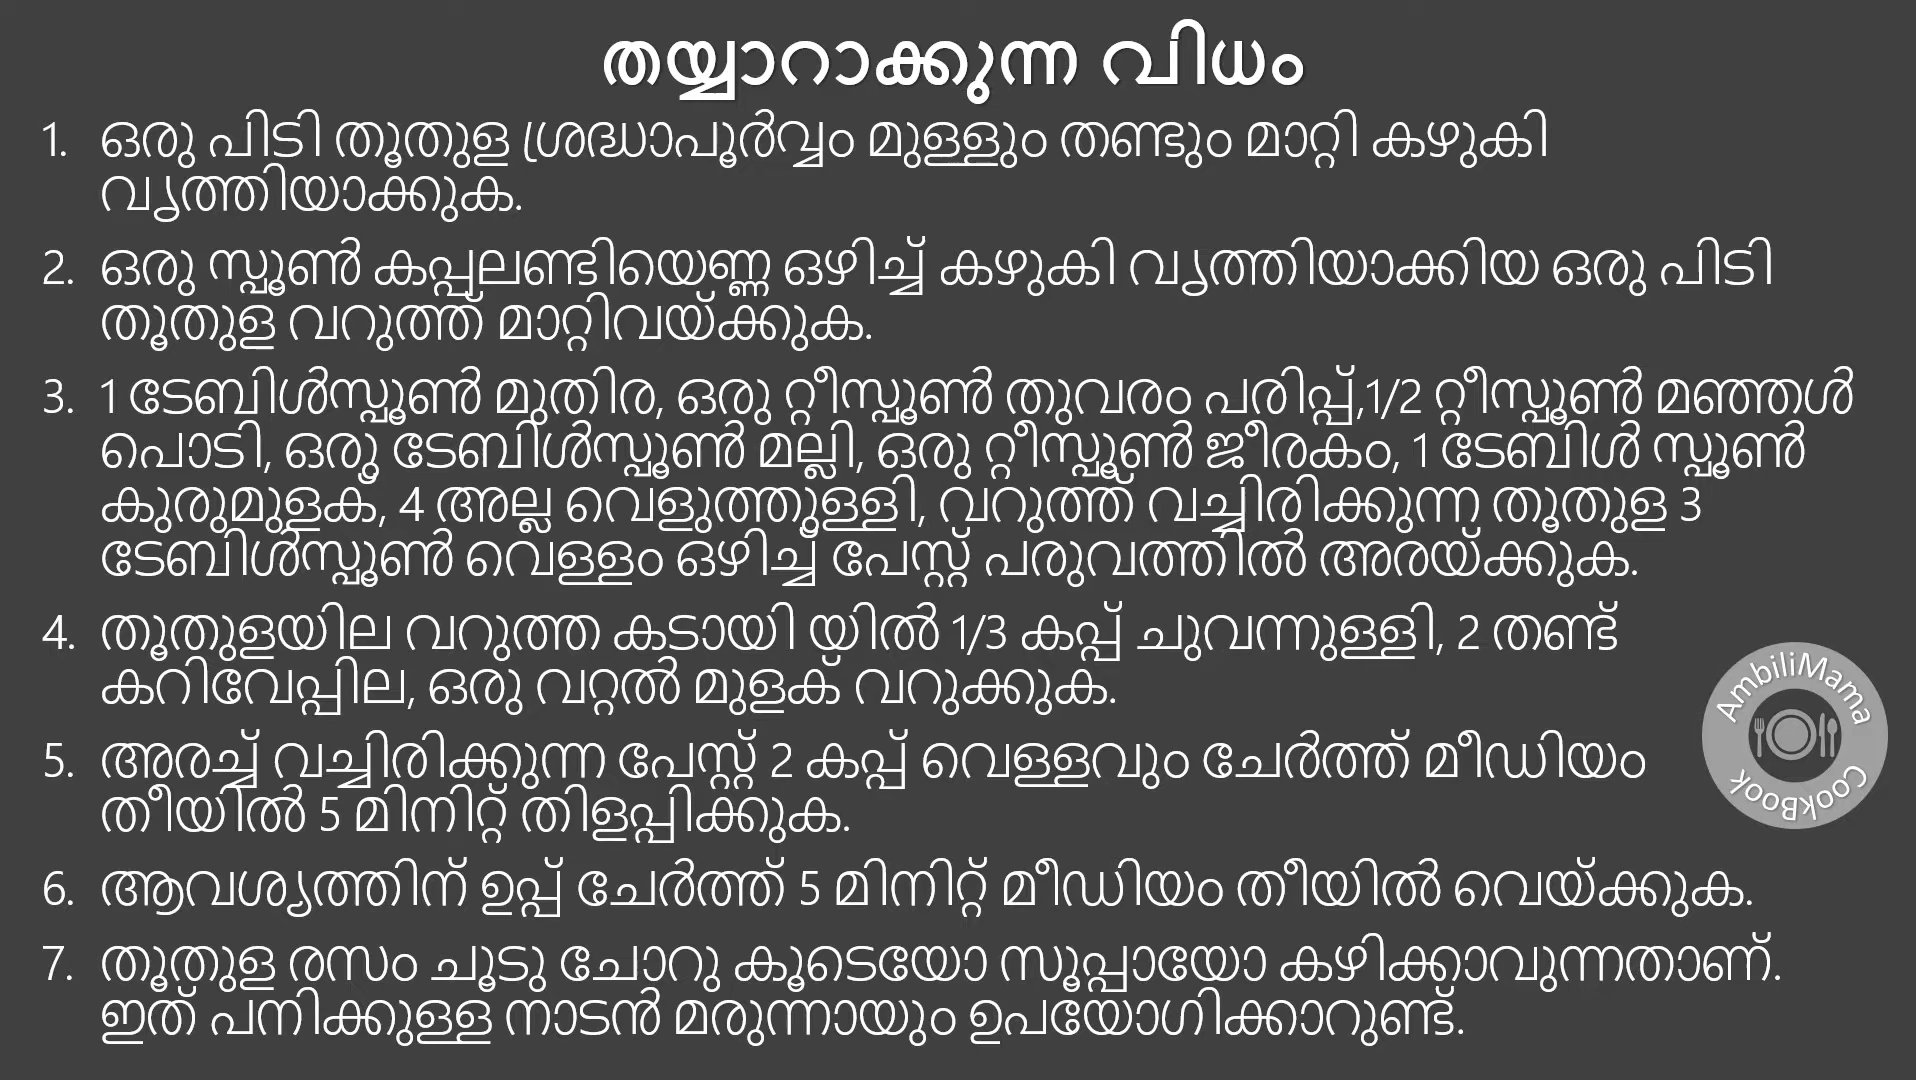 തയ്യാറാക്കുന്ന വിധം
1. ഒരു പിടി തൂതുള ശ്രദ്ധാപൂർവ്വം മുള്ളും തണ്ടും മാറ്റി കഴുകി
വൃത്തിയാക്കുക.
2. ഒരു സ്പൂൺ കപ്പലണ്ടിയെണ്ണ ഒഴിച്ച് കഴുകി വൃത്തിയാക്കിയ ഒരു പിടി
തൂതുള വറുത്ത് മാറ്റിവയ്ക്കുക.
3. 1 ടേബിൾസ്പൂൺ മുതിര, ഒരു റ്റീസ്പൂൺ തുവരം പരിപ്പ്,1/2 റ്റീസ്പൂൺ മഞ്ഞൾ
പൊടി, ഒരു ടേബിൾസ്പൂൺ മല്ലി, ഒരു റ്റീസ്പൂൺ ജീരകം, 1 ടേബിൾ സ്പൂൺ
കുരുമുളക്, 4 അല്ല വെളുത്തൂള്ളി, വറുത്ത് വച്ചിരിക്കുന്ന തൂതുള 3
ടേബിൾസ്പൂൺ വെള്ളം ഒഴിച്ച് പേസ്റ്റ് പരുവത്തിൽ അരയ്ക്കുക.
4. തൂതുളയില വറുത്ത കടായി യിൽ 1/3 കപ്പ് ചുവന്നുള്ളി, 2 തണ്ട്
കറിവേപ്പില, ഒരു വറ്റൽ മുളക് വറുക്കുക.
5. അരച്ച് വച്ചിരിക്കുന്ന പേസ്റ്റ് 2 കപ്പ് വെള്ളവും ചേർത്ത് മീഡിയം
തീയിൽ 5 മിനിറ്റ് തിളപ്പിക്കുക.
6. ആവശ്യത്തിന് ഉപ്പ് ചേർത്ത് 5 മിനിറ്റ് മീഡിയം തീയിൽ വെയ്ക്കുക.
7. തൂതുള രസം ചൂടു ചോറു കൂടെയോ സൂപ്പായോ കഴിക്കാവുന്നതാണ്.
ഇത് പനിക്കുള്ള നാടൻ മരുന്നായും ഉപയോഗിക്കാറുണ്ട്.
AmbiliMama
CookBook